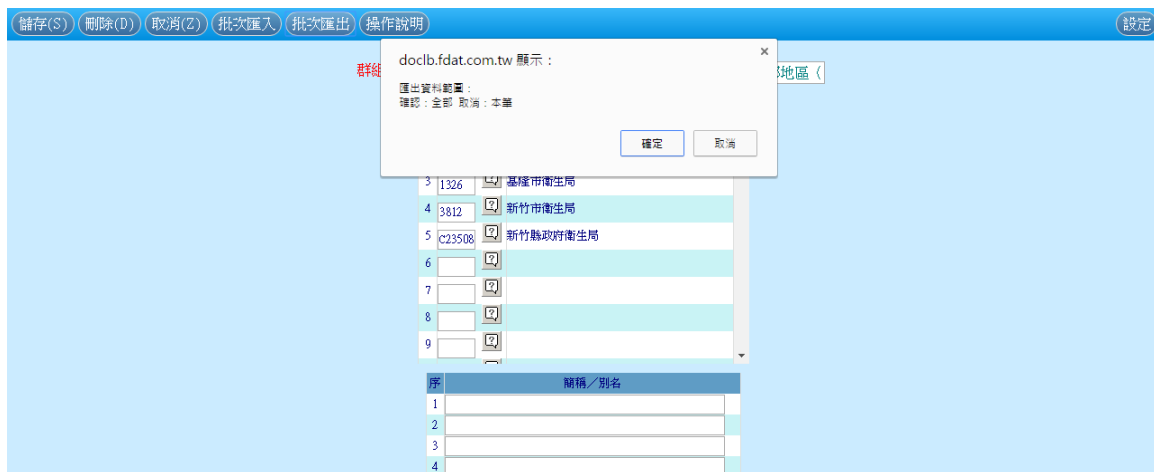 儲存(S) 刪除(D) 取消(Z) 批次匯入 批次匯出 操作說明 設定
doclb.fdat.com.tw 顯示： ×
匯出資料範圍：
確認：全部 取消：本筆
確定 取消
地區（
3 1326 基隆市衛生局
4 3812 新竹市衛生局
5 C23508 新竹縣政府衛生局
6
7
8
9
序 簡稱／別名
1
2
3
4